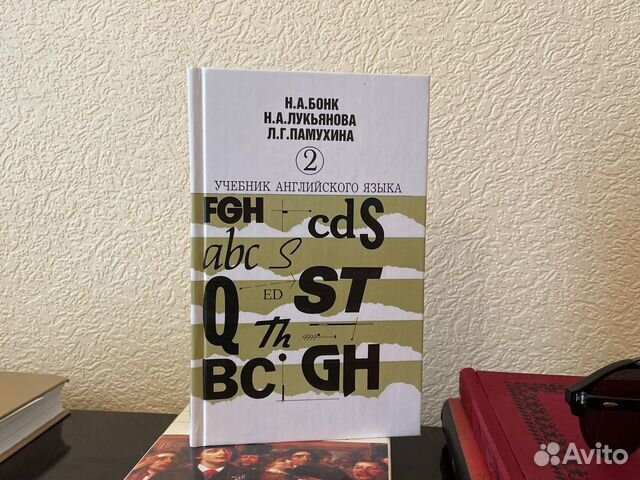 Н.А.БОНК
Н.А.ЛУКЬЯНОВА
Л.Г.ПАМУХИНА
2
УЧЕБНИК АНГЛИЙСКОГО ЯЗЫКА
FGH cdS
abc S
Q ED ST
Th
BC GH
Avito